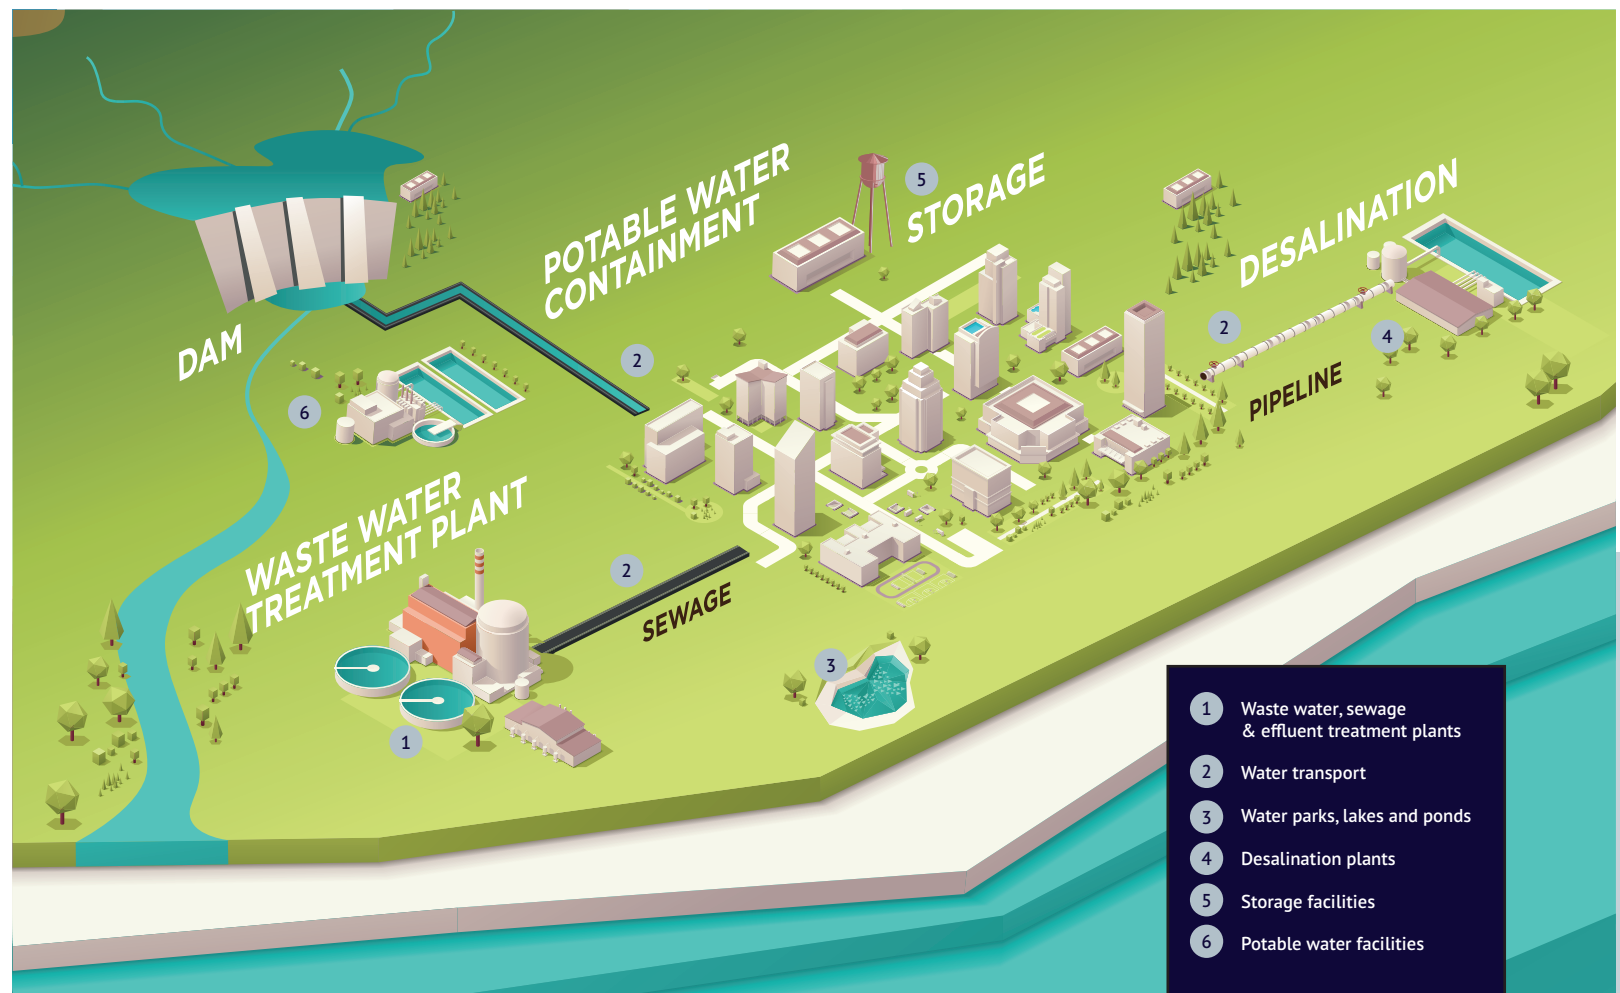 POTABLE WATER
CONTAINMENT
5
STORAGE
DESALINATION
DAM
2
2
4
PIPELINE
6
WASTE WATER
TREATMENT PLANT
2
SEWAGE
3
1
1 Waste water, sewage
& effluent treatment plants
2 Water transport
3 Water parks, lakes and ponds
4 Desalination plants
5 Storage facilities
6 Potable water facilities